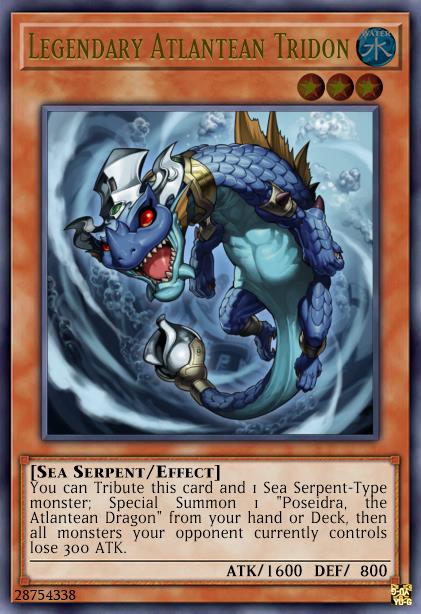 Legendary Atlantean Tridon
WATER
水
[Sea Serpent/Effect]
You can Tribute this card and 1 Sea Serpent-Type
monster; Special Summon 1 "Poseidra, the
Atlantean Dragon" from your hand or Deck, then
all monsters your opponent currently controls
lose 300 ATK.
ATK/1600 DEF/ 800
28754338